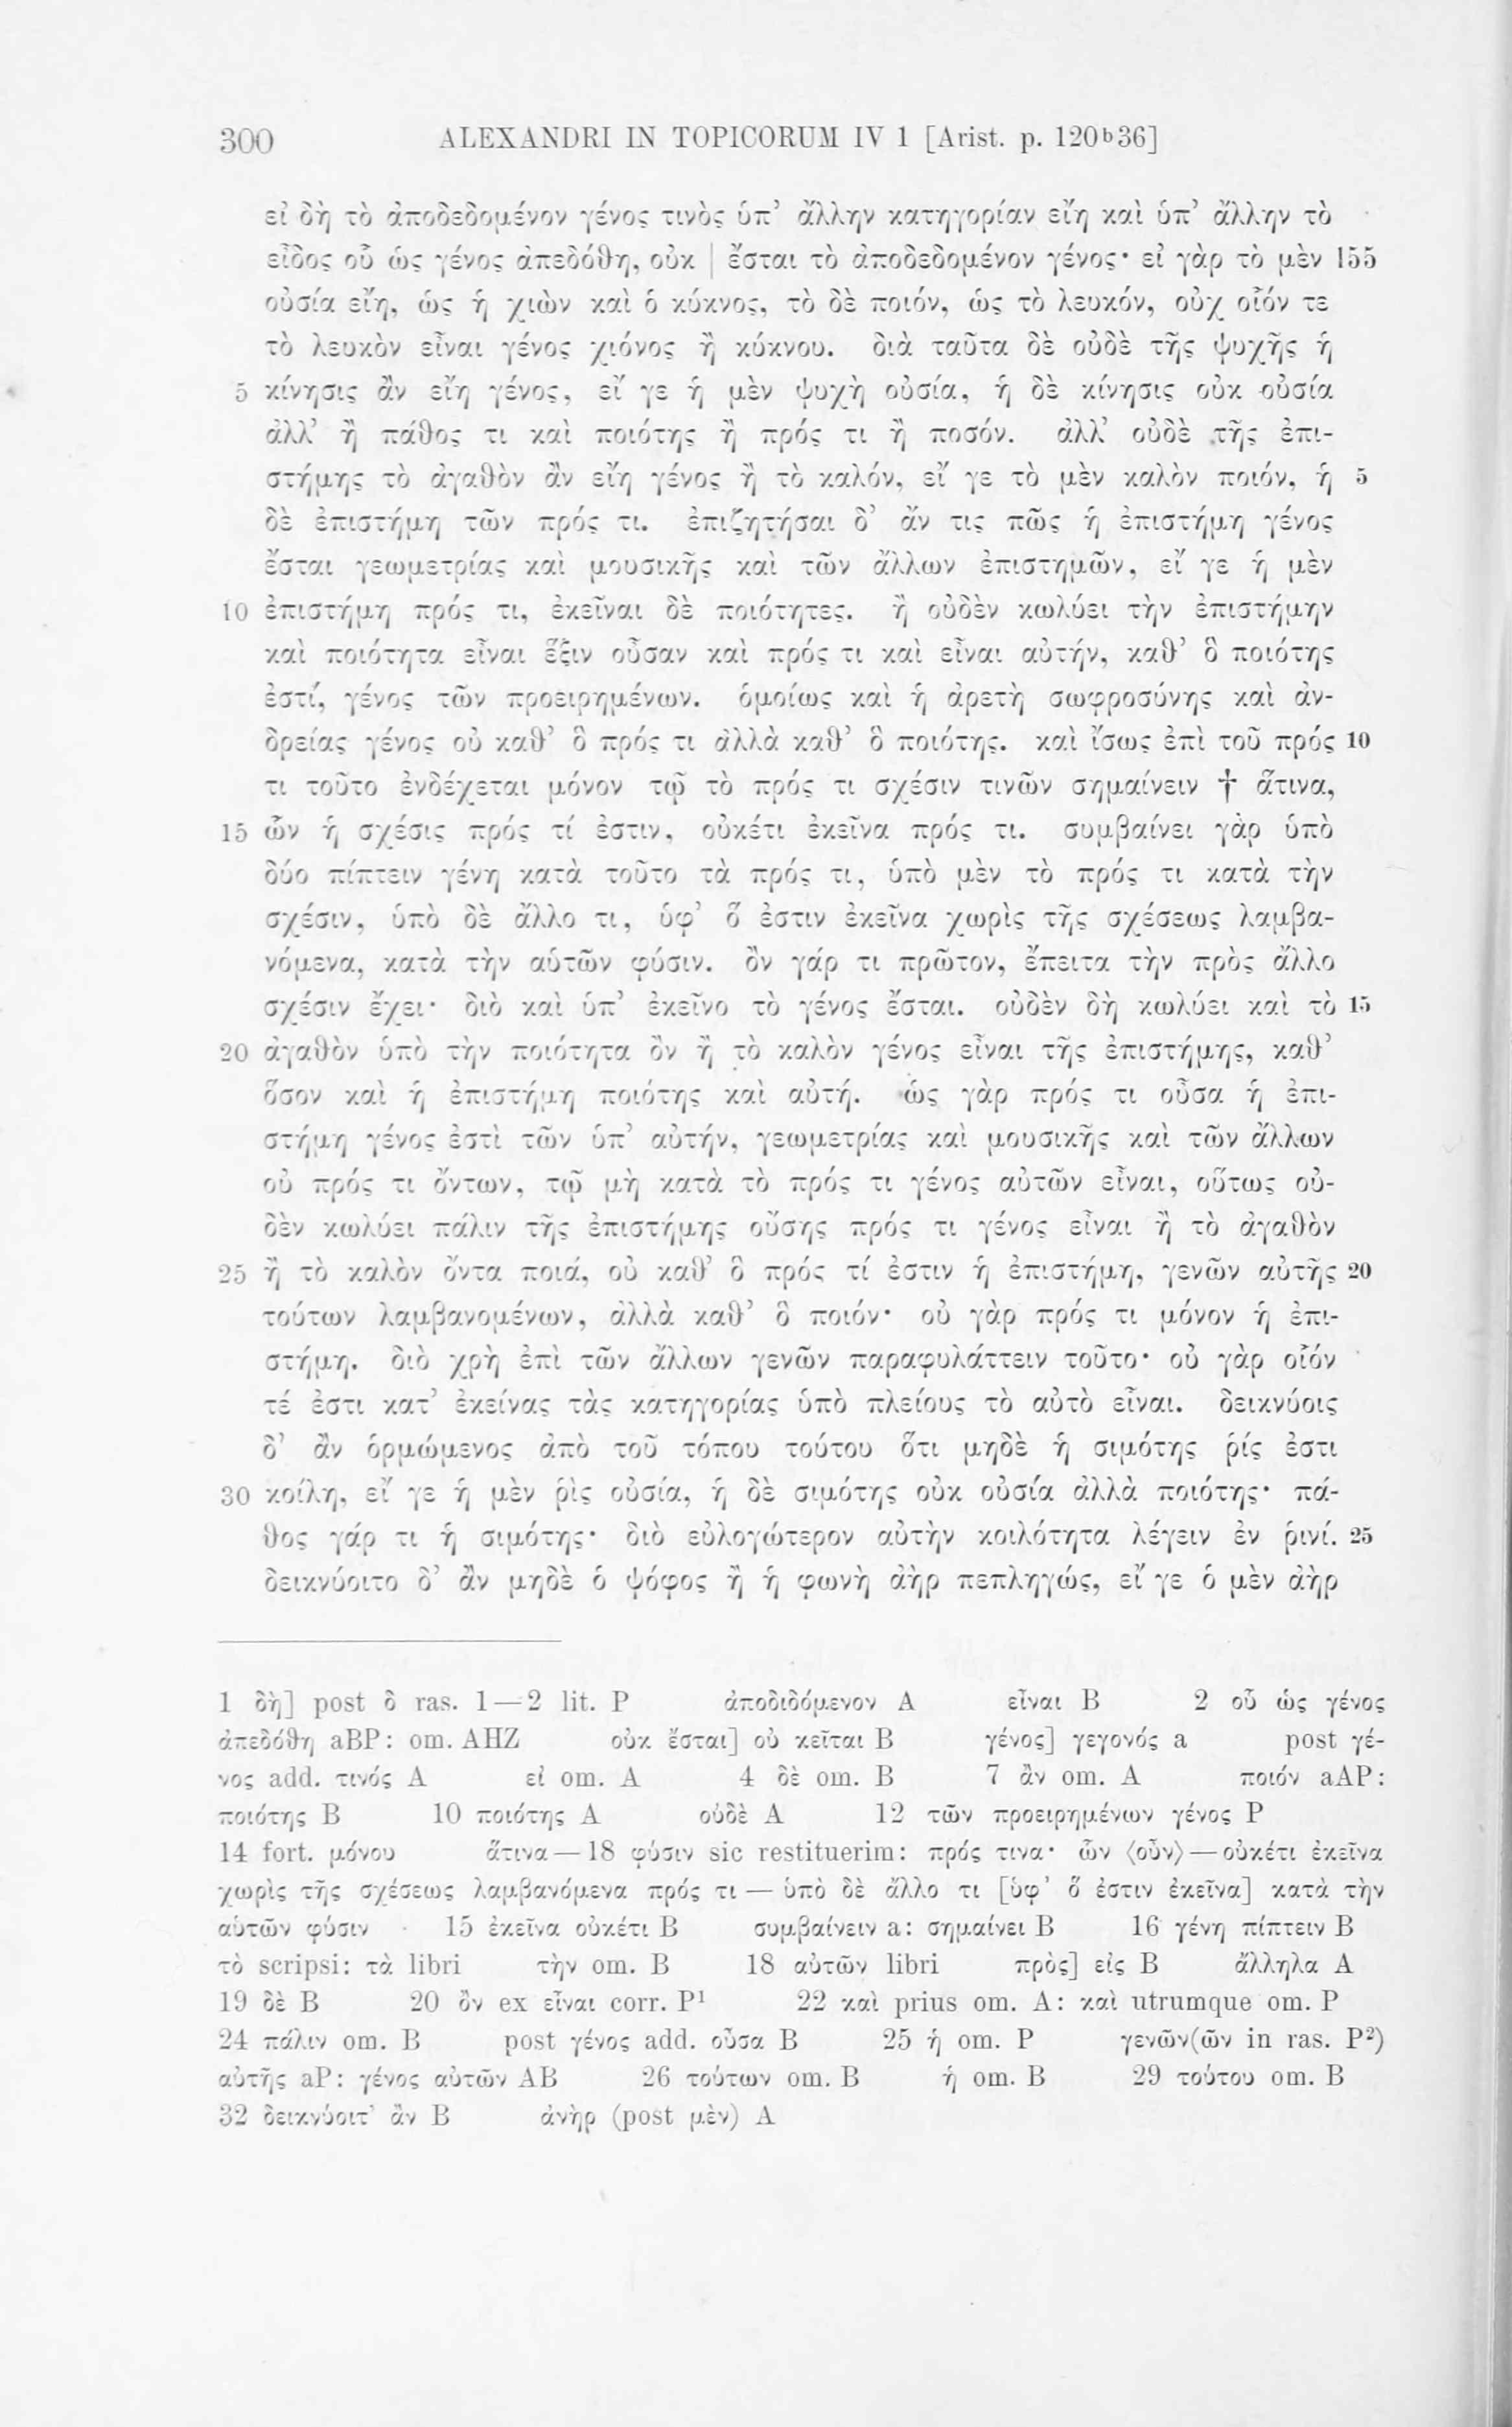 300 ALEXANDRI IN TOPICORUM IV 1 [Arist. p. 120ᵇ36]
εἰ δὴ τὸ ἀποδεδομένον γένος τινὸς ὑπ’ ἄλλην κατηγορίαν εἴη καὶ ὑπ’ ἄλλην τὸ
εἶδος οὗ ὡς γένος ἀπεδόθη, οὐκ | ἔσται τὸ ἀποδεδομένον γένος· εἰ γὰρ τὸ μὲν 155
οὐσία εἴη, ὡς ἡ χιὼν καὶ ὁ κύκνος, τὸ δὲ ποιόν, ὡς τὸ λευκόν, οὐχ οἷόν τε
τὸ λευκὸν εἶναι γένος χιόνος ἢ κύκνου. διὰ ταῦτα δὲ οὐδὲ τῆς ψυχῆς ἡ
5 κίνησις ἂν εἴη γένος, εἴ γε ἡ μὲν ψυχὴ οὐσία, ἡ δὲ κίνησις οὐκ οὐσία
ἀλλ’ ἢ πάθος τι καὶ ποιότης ἢ πρός τι ἢ ποσόν. ἀλλ’ οὐδὲ τῆς ἐπι-
στήμης τὸ ἀγαθὸν ἂν εἴη γένος ἢ τὸ καλόν, εἴ γε τὸ μὲν καλὸν ποιόν, ἡ 5
δὲ ἐπιστήμη τῶν πρός τι. ἐπιζητήσαι δ’ ἄν τις πῶς ἡ ἐπιστήμη γένος
ἔσται γεωμετρίας καὶ μουσικῆς καὶ τῶν ἄλλων ἐπιστημῶν, εἴ γε ἡ μὲν
10 ἐπιστήμη πρός τι, ἐκεῖναι δὲ ποιότητες. ἢ οὐδὲν κωλύει τὴν ἐπιστήμην
καὶ ποιότητα εἶναι ἕξιν οὖσαν καὶ πρός τι καὶ εἶναι αὐτήν, καθ’ ὃ ποιότης
ἐστί, γένος τῶν προειρημένων. ὁμοίως καὶ ἡ ἀρετὴ σωφροσύνης καὶ ἀν-
δρείας γένος οὐ καθ’ ὃ πρός τι ἀλλὰ καθ’ ὃ ποιότης. καὶ ἴσως ἐπὶ τοῦ πρός 10
τι τοῦτο ἐνδέχεται μόνον τῷ τὸ πρός τι σχέσιν τινῶν σημαίνειν † ἅτινα,
15 ὧν ἡ σχέσις πρός τί ἐστιν, οὐκέτι ἐκεῖνα πρός τι. συμβαίνει γὰρ ὑπὸ
δύο πίπτειν γένη κατὰ τοῦτο τὰ πρός τι, ὑπὸ μὲν τὸ πρός τι κατὰ τὴν
σχέσιν, ὑπὸ δὲ ἄλλο τι, ὑφ’ ὅ ἐστιν ἐκεῖνα χωρὶς τῆς σχέσεως λαμβα-
νόμενα, κατὰ τὴν αὑτῶν φύσιν. ὂν γάρ τι πρῶτον, ἔπειτα τὴν πρὸς ἄλλο
σχέσιν ἔχει· διὸ καὶ ὑπ’ ἐκεῖνο τὸ γένος ἔσται. οὐδὲν δὴ κωλύει καὶ τὸ 15
20 ἀγαθὸν ὑπὸ τὴν ποιότητα ὂν ἢ τὸ καλὸν γένος εἶναι τῆς ἐπιστήμης, καθ’
ὅσον καὶ ἡ ἐπιστήμη ποιότης καὶ αὐτή. ὡς γὰρ πρός τι οὖσα ἡ ἐπι-
στήμη γένος ἐστὶ τῶν ὑπ’ αὐτήν, γεωμετρίας καὶ μουσικῆς καὶ τῶν ἄλλων
οὐ πρός τι ὄντων, τῷ μὴ κατὰ τὸ πρός τι γένος αὐτῶν εἶναι, οὕτως οὐ-
δὲν κωλύει πάλιν τῆς ἐπιστήμης οὔσης πρός τι γένος εἶναι ἢ τὸ ἀγαθὸν
25 ἢ τὸ καλὸν ὄντα ποιά, οὐ καθ’ ὃ πρός τί ἐστιν ἡ ἐπιστήμη, γενῶν αὐτῆς 20
τούτων λαμβανομένων, ἀλλὰ καθ’ ὃ ποιόν· οὐ γὰρ πρός τι μόνον ἡ ἐπι-
στήμη. διὸ χρὴ ἐπὶ τῶν ἄλλων γενῶν παραφυλάττειν τοῦτο· οὐ γὰρ οἷόν
τέ ἐστι κατ’ ἐκείνας τὰς κατηγορίας ὑπὸ πλείους τὸ αὐτὸ εἶναι. δεικνύοις
δ’ ἂν ὁρμώμενος ἀπὸ τοῦ τόπου τούτου ὅτι μηδὲ ἡ σιμότης ῥίς ἐστι
30 κοίλη, εἴ γε ἡ μὲν ῥὶς οὐσία, ἡ δὲ σιμότης οὐκ οὐσία ἀλλὰ ποιότης· πά-
θος γάρ τι ἡ σιμότης· διὸ εὐλογώτερον αὐτὴν κοιλότητα λέγειν ἐν ῥινί. 25
δεικνύοιτο δ’ ἂν μηδὲ ὁ ψόφος ἢ ἡ φωνὴ ἀὴρ πεπληγώς, εἴ γε ὁ μὲν ἀὴρ
1 δὴ] post δ ras. 1—2 lit. P ἀποδιδόμενον A εἶναι B 2 οὗ ὡς γένος
ἀπεδόθη aBP: om. AHZ οὐκ ἔσται] οὐ κεῖται B γένος] γεγονός a post γέ-
νος add. τινός A εἰ om. A 4 δὲ om. B 7 ἂν om. A ποιόν aAP:
ποιότης B 10 ποιότης A οὐδὲ A 12 τῶν προειρημένων γένος P
14 fort. μόνου ἅτινα—18 φύσιν sic restituerim: πρός τινα· ὧν ⟨οὖν⟩—οὐκέτι ἐκεῖνα
χωρὶς τῆς σχέσεως λαμβανόμενα πρός τι — ὑπὸ δὲ ἄλλο τι [ὑφ’ ὅ ἐστιν ἐκεῖνα] κατὰ τὴν
αὑτῶν φύσιν 15 ἐκεῖνα οὐκέτι B συμβαίνειν a: σημαίνει B 16 γένη πίπτειν B
τὸ scripsi: τὰ libri τὴν om. B 18 αὐτῶν libri πρὸς] εἰς B ἄλληλα A
19 δὲ B 20 ὂν ex εἶναι corr. P¹ 22 καὶ prius om. A: καὶ utrumque om. P
24 πάλιν om. B post γένος add. οὖσα B 25 ἡ om. P γενῶν(ῶν in ras. P²)
αὐτῆς aP: γένος αὐτῶν AB 26 τούτων om. B ἡ om. B 29 τούτου om. B
32 δεικνύοιτ’ ἂν B ἀνὴρ (post μὲν) A